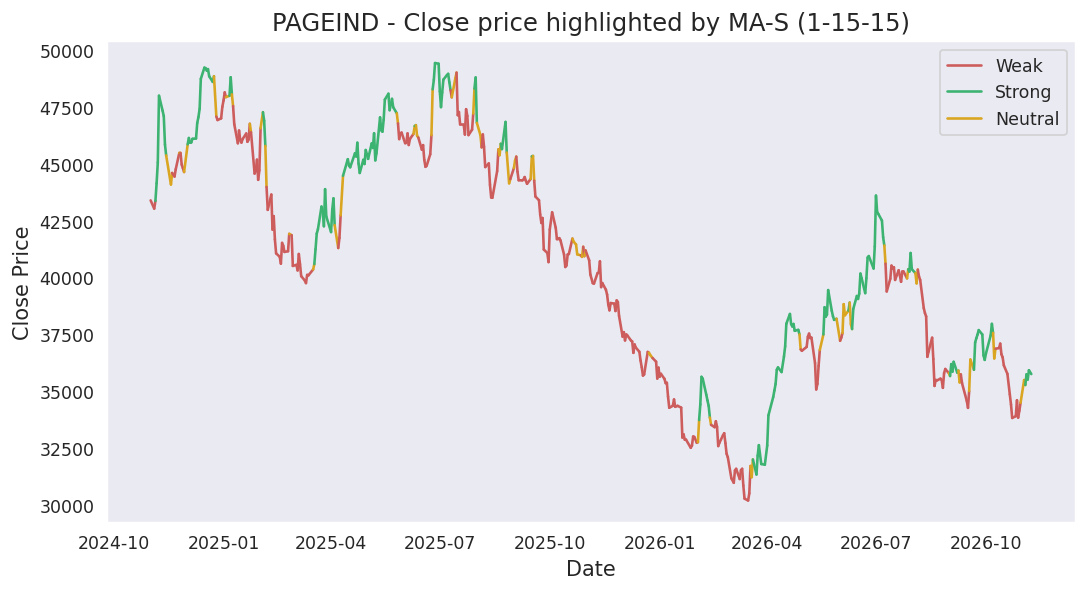 PAGEIND - Close price highlighted by MA-S (1-15-15)
50000
47500
45000
42500
40000
37500
35000
32500
30000
Close Price
Weak
Strong
Neutral
2024-10 2025-01 2025-04 2025-07 2025-10 2026-01 2026-04 2026-07 2026-10
Date